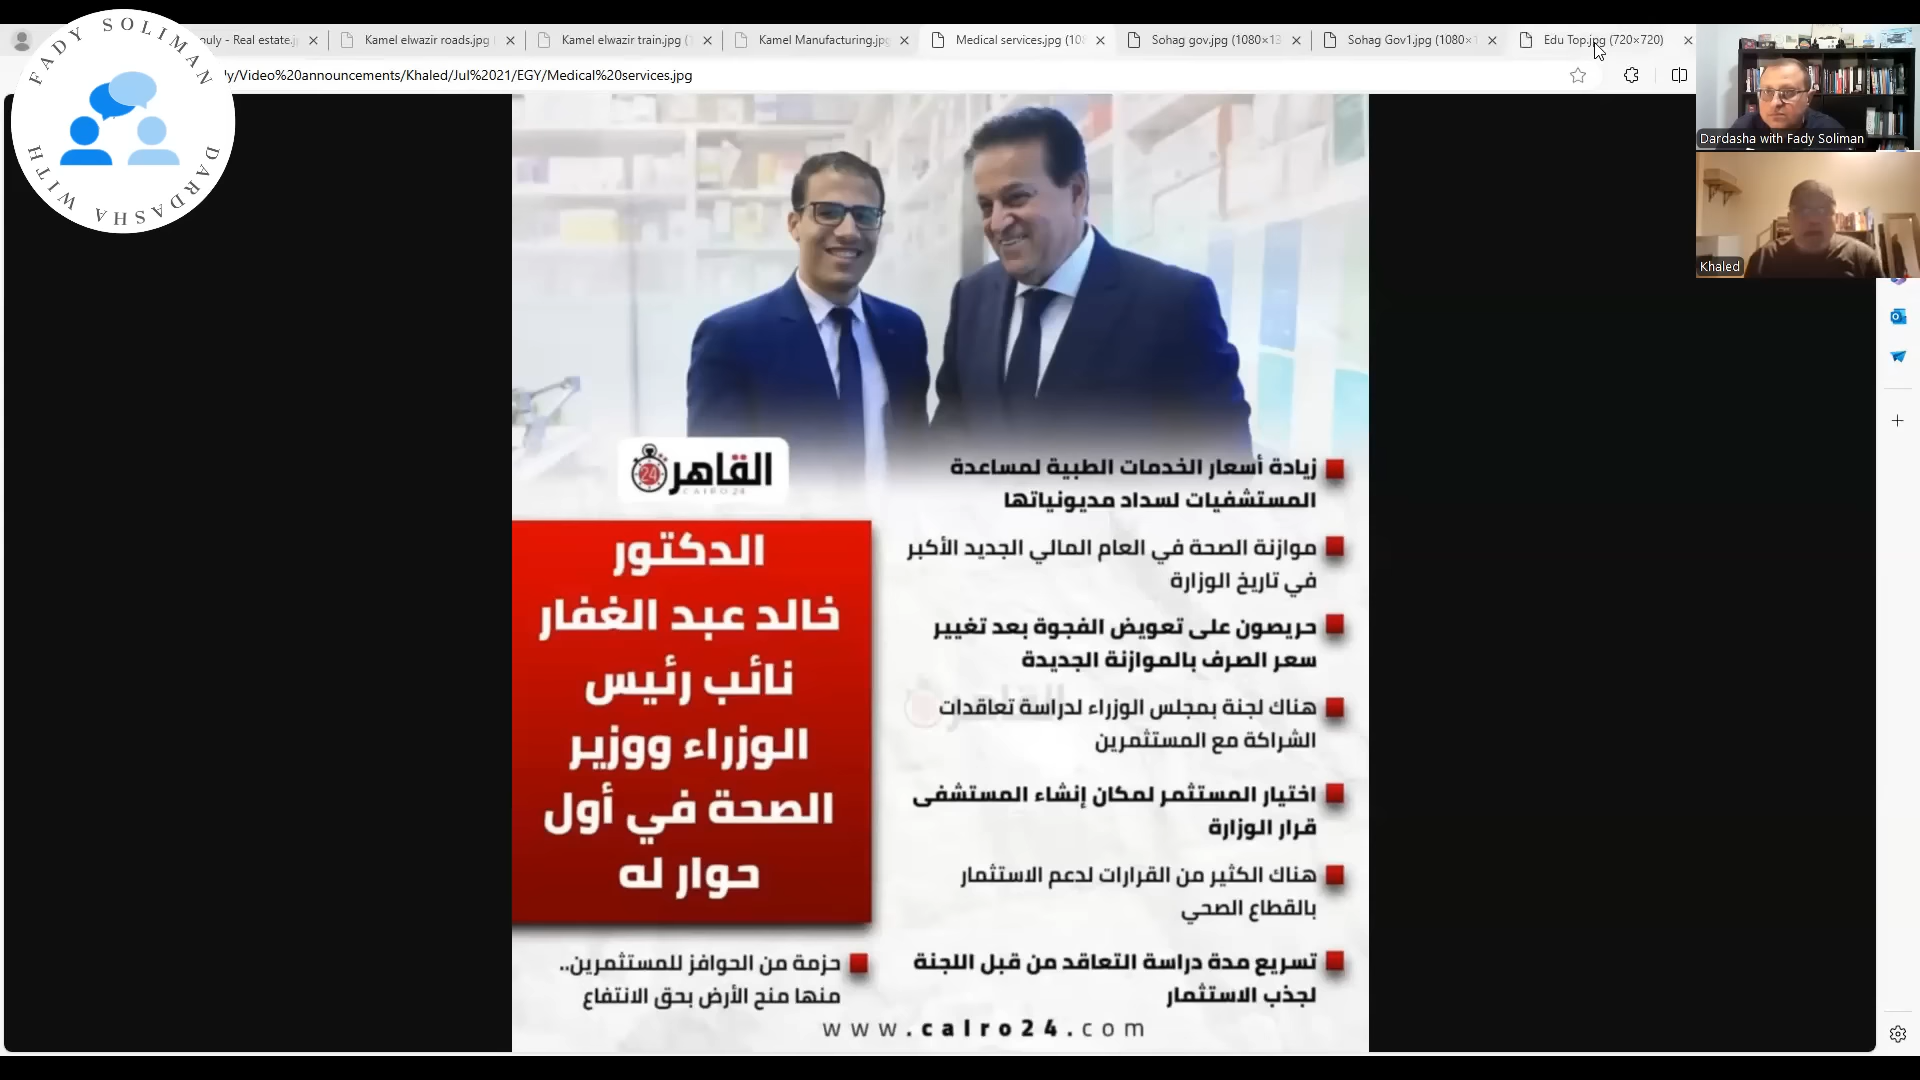 FADY SOLIMAN
DARDASHA WITH
ouly - Real estate.j
Kamel elwazir roads.jpg
Kamel elwazir train.jpg (
Kamel Manufacturing.jpg
Medical services.jpg (108
Sohag gov.jpg (1080×13
Sohag Gov1.jpg (1080×1
Edu Top.jpg (720×720)
ly/Video%20announcements/Khaled/Jul%2021/EGY/Medical%20services.jpg
Dardasha with Fady Soliman
Khaled
القاهرة
24
CAIRO 24
زيادة أسعار الخدمات الطبية لمساعدة
المستشفيات لسداد مديونياتها
موازنة الصحة في العام المالي الجديد الأكبر
في تاريخ الوزارة
حريصون على تعويض الفجوة بعد تغيير
سعر الصرف بالموازنة الجديدة
هناك لجنة بمجلس الوزراء لدراسة تعاقدات
الشراكة مع المستثمرين
اختيار المستثمر لمكان إنشاء المستشفى
قرار الوزارة
هناك الكثير من القرارات لدعم الاستثمار
بالقطاع الصحي
تسريع مدة دراسة التعاقد من قبل اللجنة
لجذب الاستثمار
الدكتور
خالد عبد الغفار
نائب رئيس
الوزراء ووزير
الصحة في أول
حوار له
حزمة من الحوافز للمستثمرين..
منها منح الأرض بحق الانتفاع
www.cairo24.com